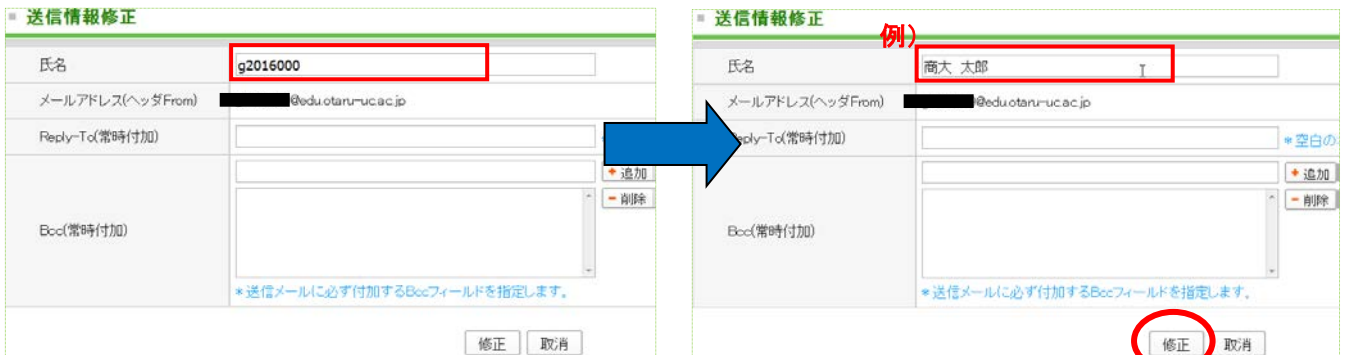 送信情報修正
氏名
g2016000
メールアドレス(ヘッダFrom)
@edu.otaru-uc.ac.jp
Reply-To(常時付加)
Bcc(常時付加)
追加
削除
*送信メールに必ず付加するBccフィールドを指定します。
修正
取消
送信情報修正
例）
氏名
商大 太郎
メールアドレス(ヘッダFrom)
@edu.otaru-uc.ac.jp
Reply-To(常時付加)
*空白の
Bcc(常時付加)
追加
削除
*送信メールに必ず付加するBccフィールドを指定します。
修正
取消